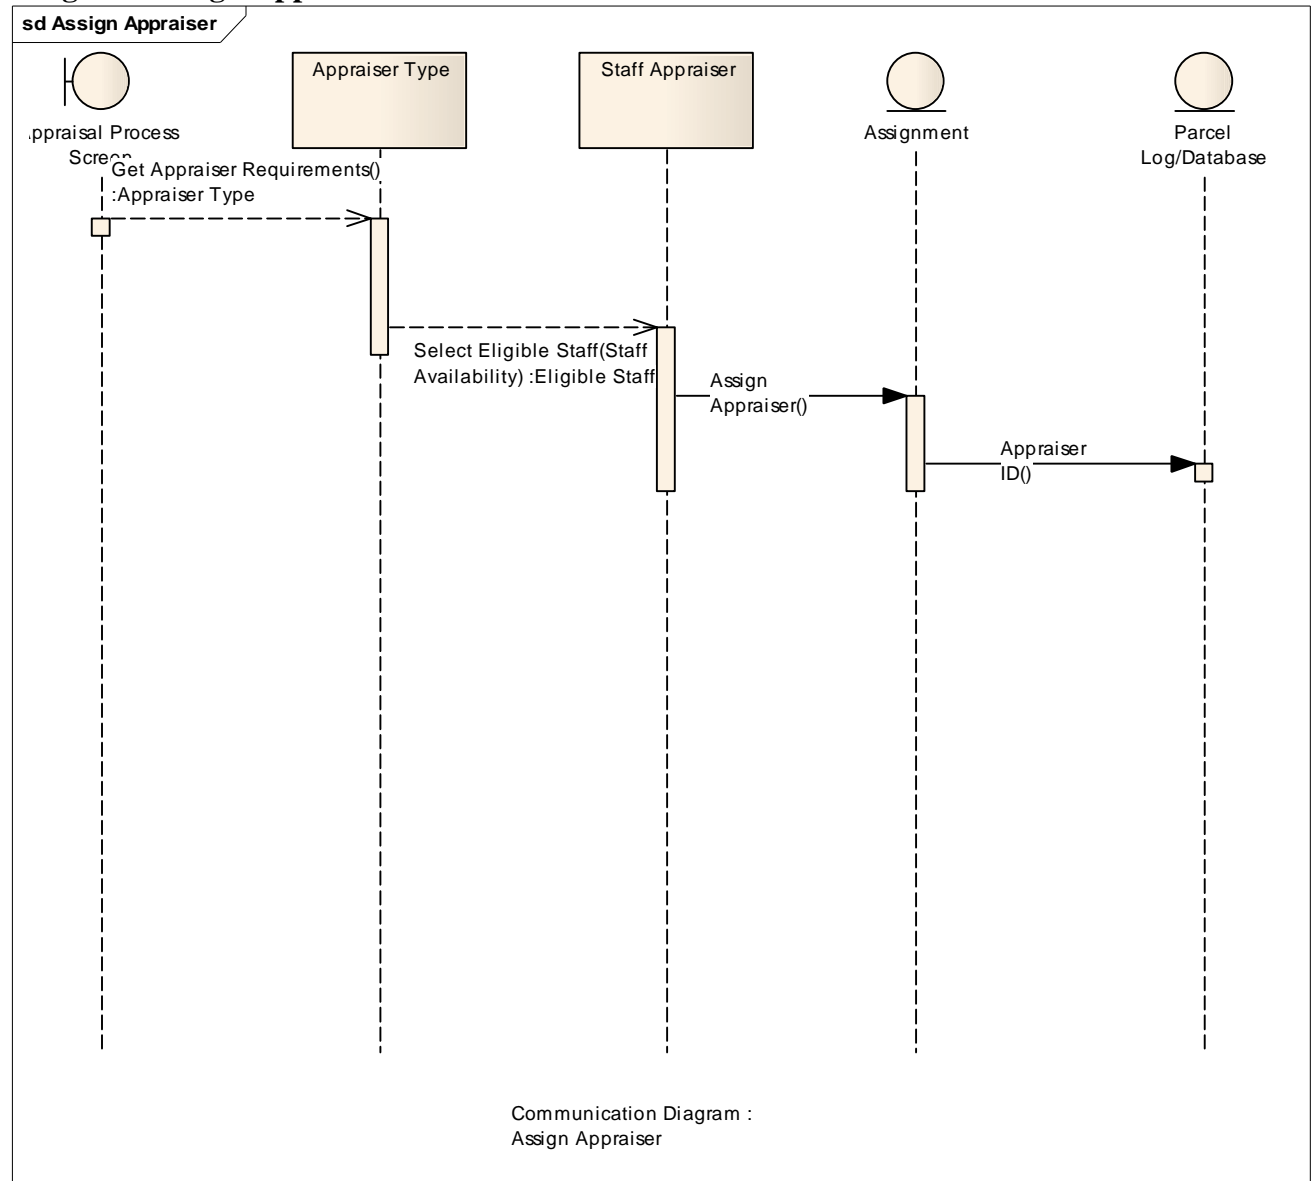 sd Assign Appraiser
Appraiser Type
Staff Appraiser
ppraisal Process
Screen
Assignment
Parcel
Log/Database
Get Appraiser Requirements()
:Appraiser Type
Select Eligible Staff(Staff
Availability) :Eligible Staff
Assign
Appraiser()
Appraiser
ID()
Communication Diagram :
Assign Appraiser